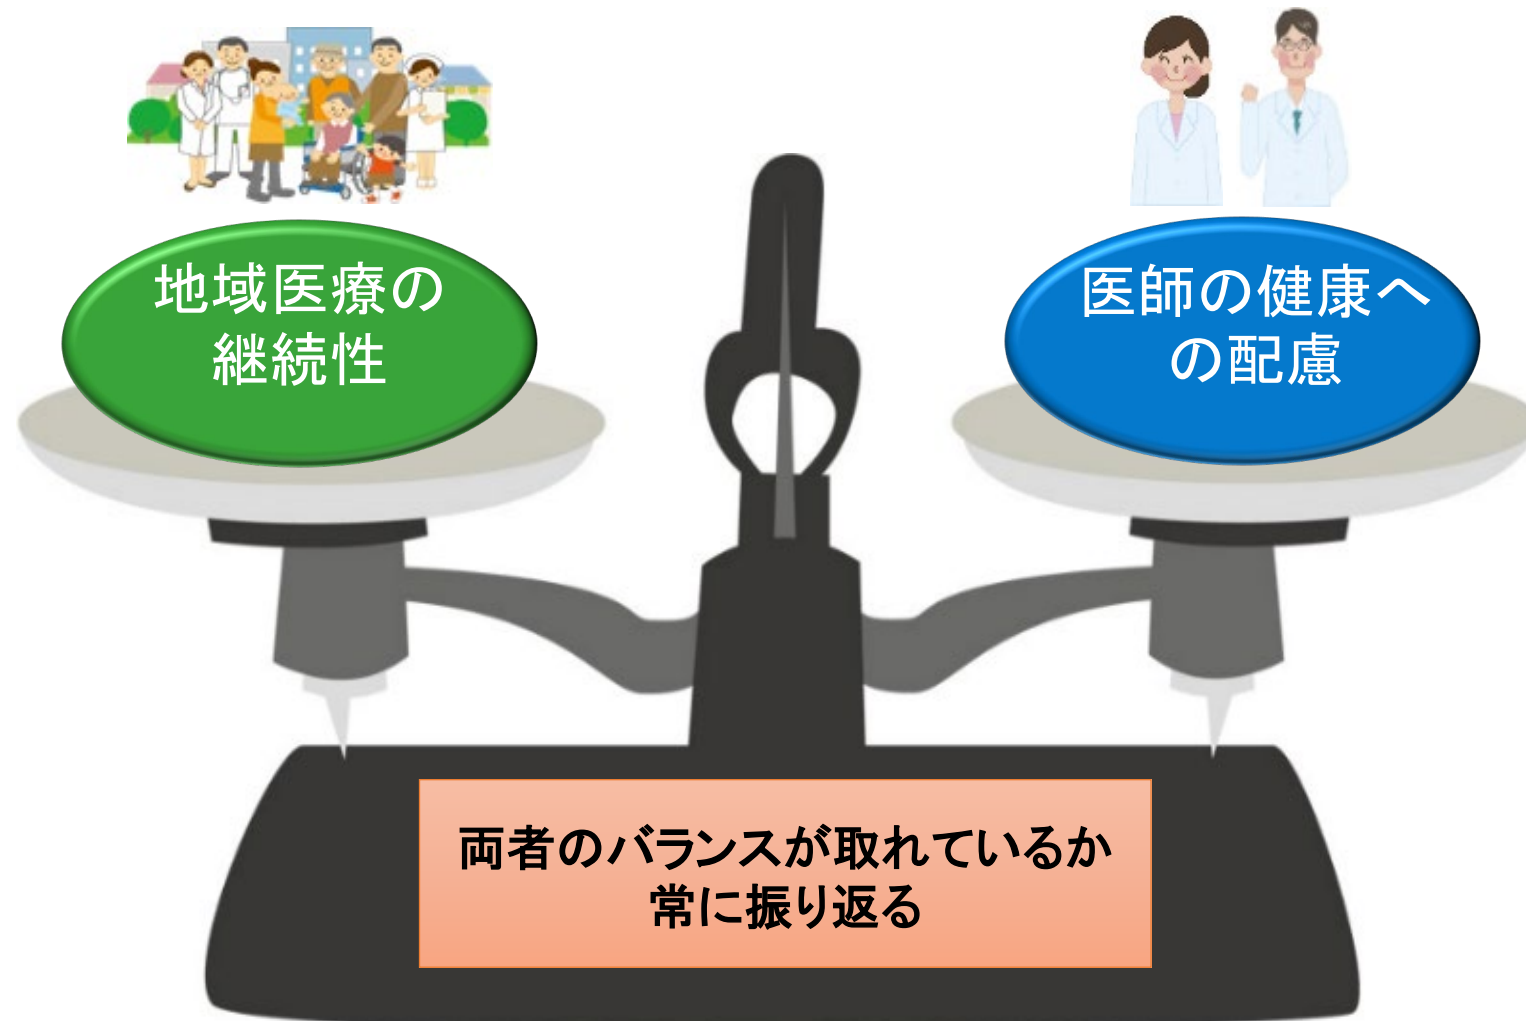 地域医療の
継続性
医師の健康へ
の配慮
両者のバランスが取れているか
常に振り返る